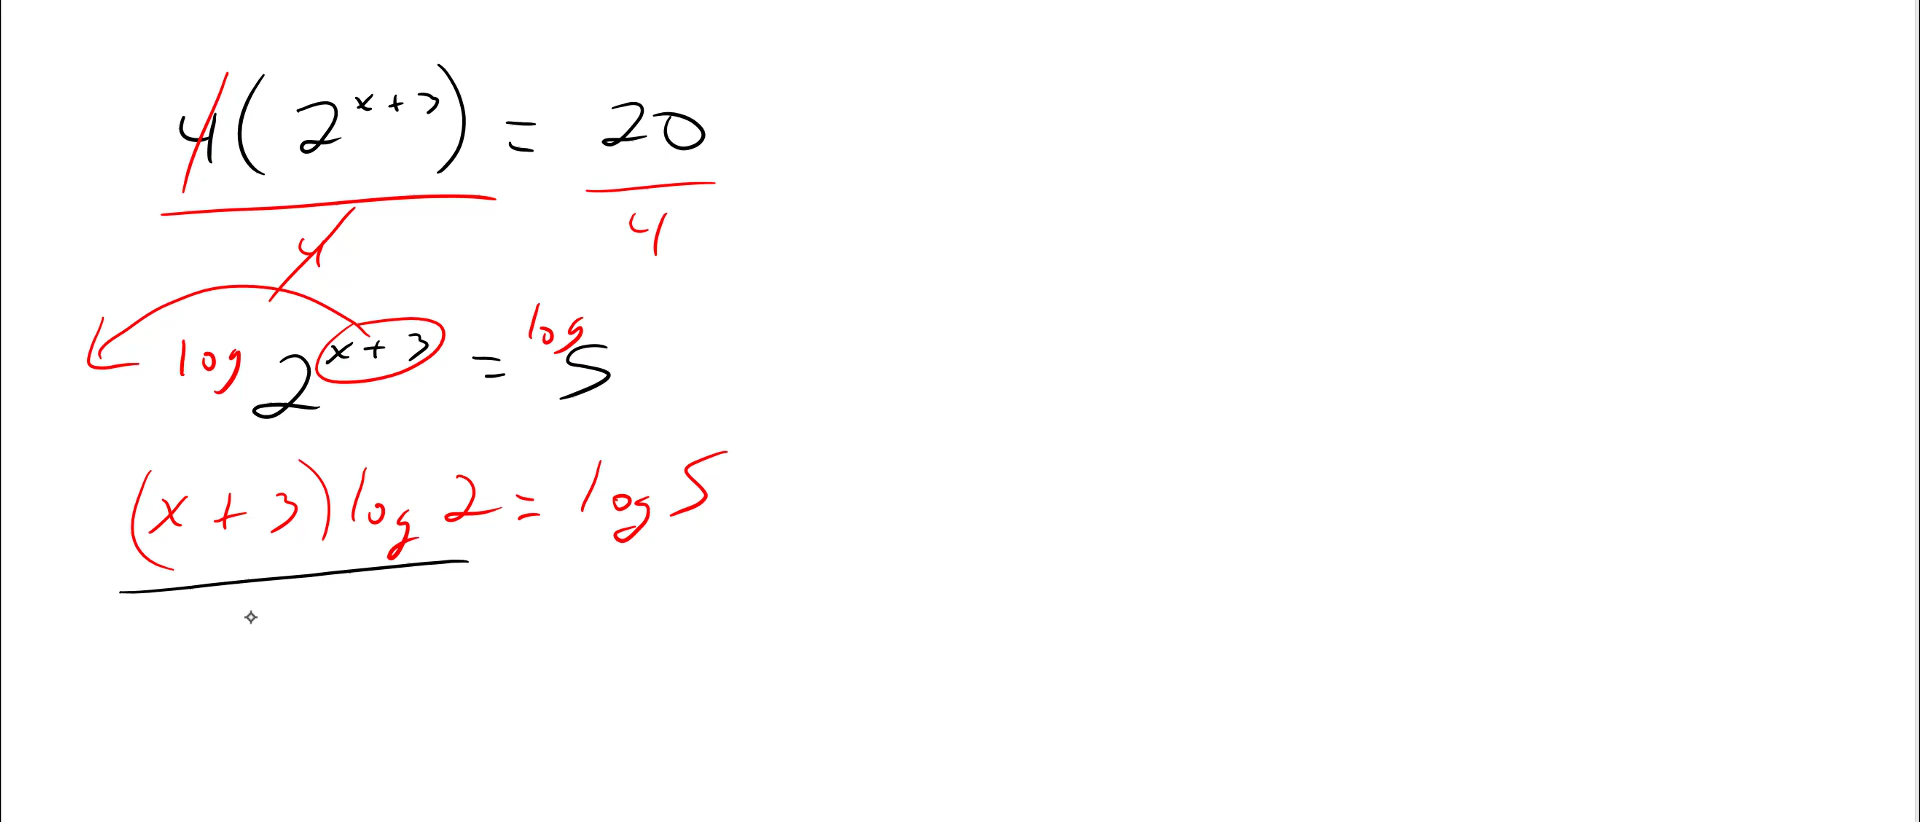 4(2^{x+3}) = 20
4 4
log 2^{x+3} = log 5
(x+3) log 2 = log 5